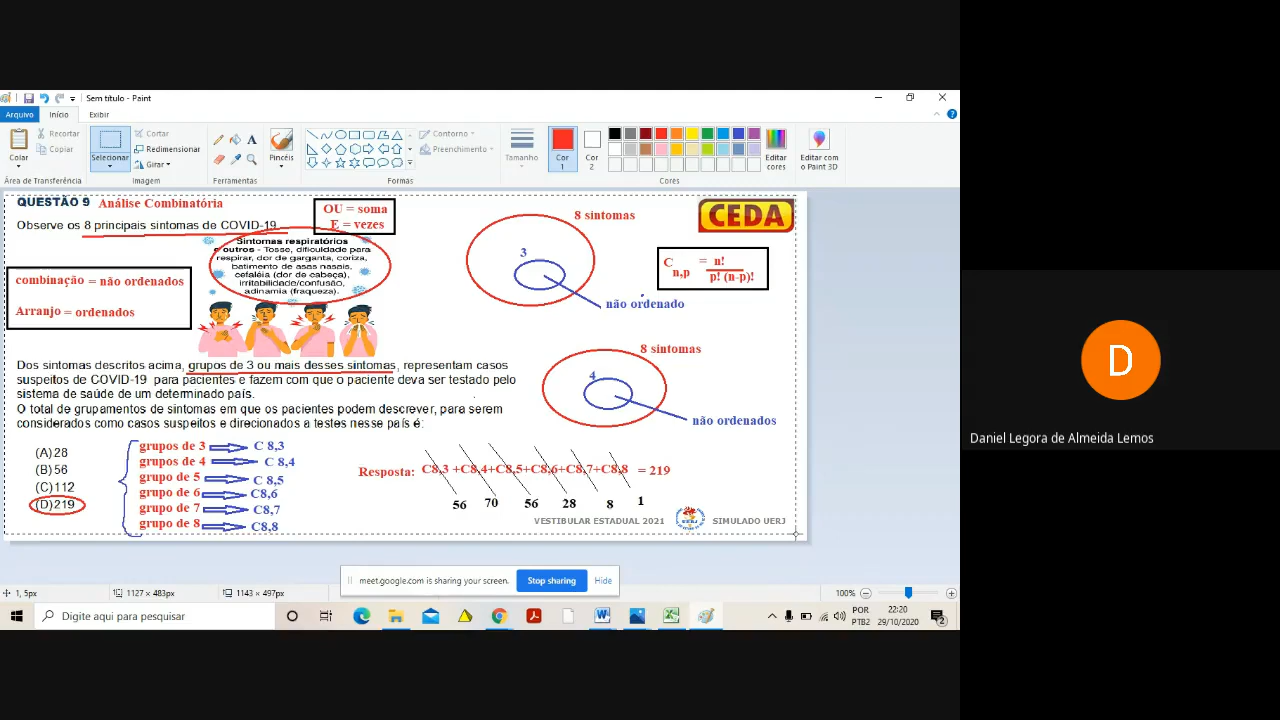 Sem título - Paint
Arquivo
Início
Exibir
Colar
Recortar
Copiar
Área de Transferência
Selecionar
Cortar
Redimensionar
Girar
Imagem
Ferramentas
Pincéis
Contorno
Preenchimento
Formas
Tamanho
Cor
1
Cor
2
Editar
cores
Editar com
o Paint 3D
Cores
QUESTÃO 9 Análise Combinatória
Observe os 8 principais sintomas de COVID-19.
OU = soma
E = vezes
Sintomas respiratórios
e outros - Tosse, dificuldade para
respirar, dor de garganta, coriza,
batimento de asas nasais,
cefaléia (dor de cabeça),
irritabilidade/confusão,
adinamia (fraqueza).
combinação = não ordenados
Arranjo = ordenados
8 sintomas
3
não ordenado
CEDA
C n,p = n!
p! (n-p)!
8 sintomas
4
não ordenados
Dos sintomas descritos acima, grupos de 3 ou mais desses sintomas, representam casos
suspeitos de COVID-19 para pacientes e fazem com que o paciente deva ser testado pelo
sistema de saúde de um determinado país.
O total de grupamentos de sintomas em que os pacientes podem descrever, para serem
considerados como casos suspeitos e direcionados a testes nesse país é:
(A) 28
(B) 56
(C) 112
(D) 219
grupos de 3 C 8,3
grupos de 4 C 8,4
grupo de 5 C 8,5
grupo de 6 C8,6
grupo de 7 C8,7
grupo de 8 C8,8
Resposta: C8,3 +C8,4+C8,5+C8,6+C8,7+C8,8 = 219
56 70 56 28 8 1
VESTIBULAR ESTADUAL 2021 UERJ SIMULADO UERJ
meet.google.com is sharing your screen.
Stop sharing
Hide
1, 5px
1127 × 483px
1143 × 497px
100%
Digite aqui para pesquisar
POR
PTB2
22:20
29/10/2020
2
D
Daniel Legora de Almeida Lemos